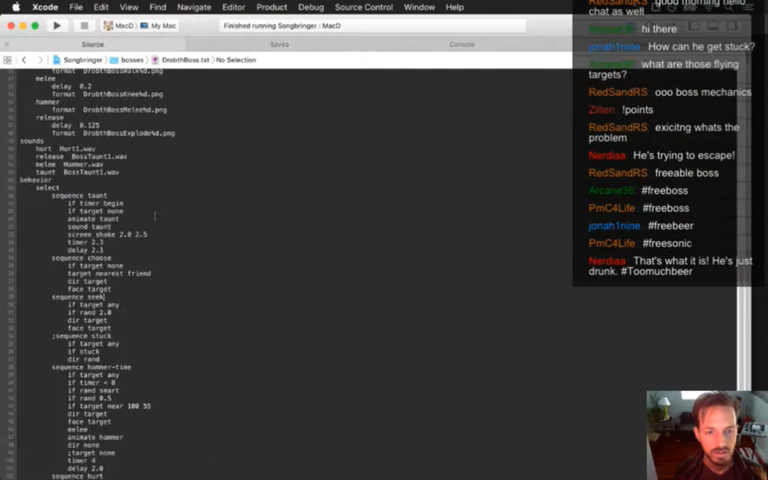 Xcode File Edit View Find Navigate Editor Product Debug Source Control Window Help
MacD My Mac
Finished running Songbringer : MacD
Source
Saves
Console
Songbringer bosses DrobthBoss.txt No Selection
melee
delay 0.2
format DrobthBossKnee%d.png
hammer
format DrobthBossMelee%d.png
release
delay 0.125
format DrobthBossExplode%d.png
sounds
hurt Hurt1.wav
release BossTaunt1.wav
melee Hammer.wav
taunt BossTaunt1.wav
behavior
select
sequence taunt
if timer begin
if target none
animate taunt
sound taunt
screen shake 2.0 2.5
timer 2.3
delay 2.3
sequence choose
if target none
target nearest friend
dir target
face target
sequence seek
if target any
if rand 2.0
dir target
face target
;sequence stuck
if target any
if stuck
dir rand
sequence hammer-time
if target any
if timer < 0
if rand smart
if rand 0.5
if target near 100 55
dir target
face target
melee
animate hammer
dir none
;target none
timer 4
delay 2.0
sequence hurt
RedSandRS good morning hello
chat as well
Arcane36 hi there
jonah1nine How can he get stuck?
Arcane36 what are those flying
targets?
RedSandRS ooo boss mechanics
Zilten !points
RedSandRS exicitng whats the
problem
Nerdiaa He's trying to escape!
RedSandRS freeable boss
Arcane36 #freeboss
PmC4Life #freeboss
jonah1nine #freebeer
PmC4Life #freesonic
Nerdiaa That's what it is! He's just
drunk. #Toomuchbeer